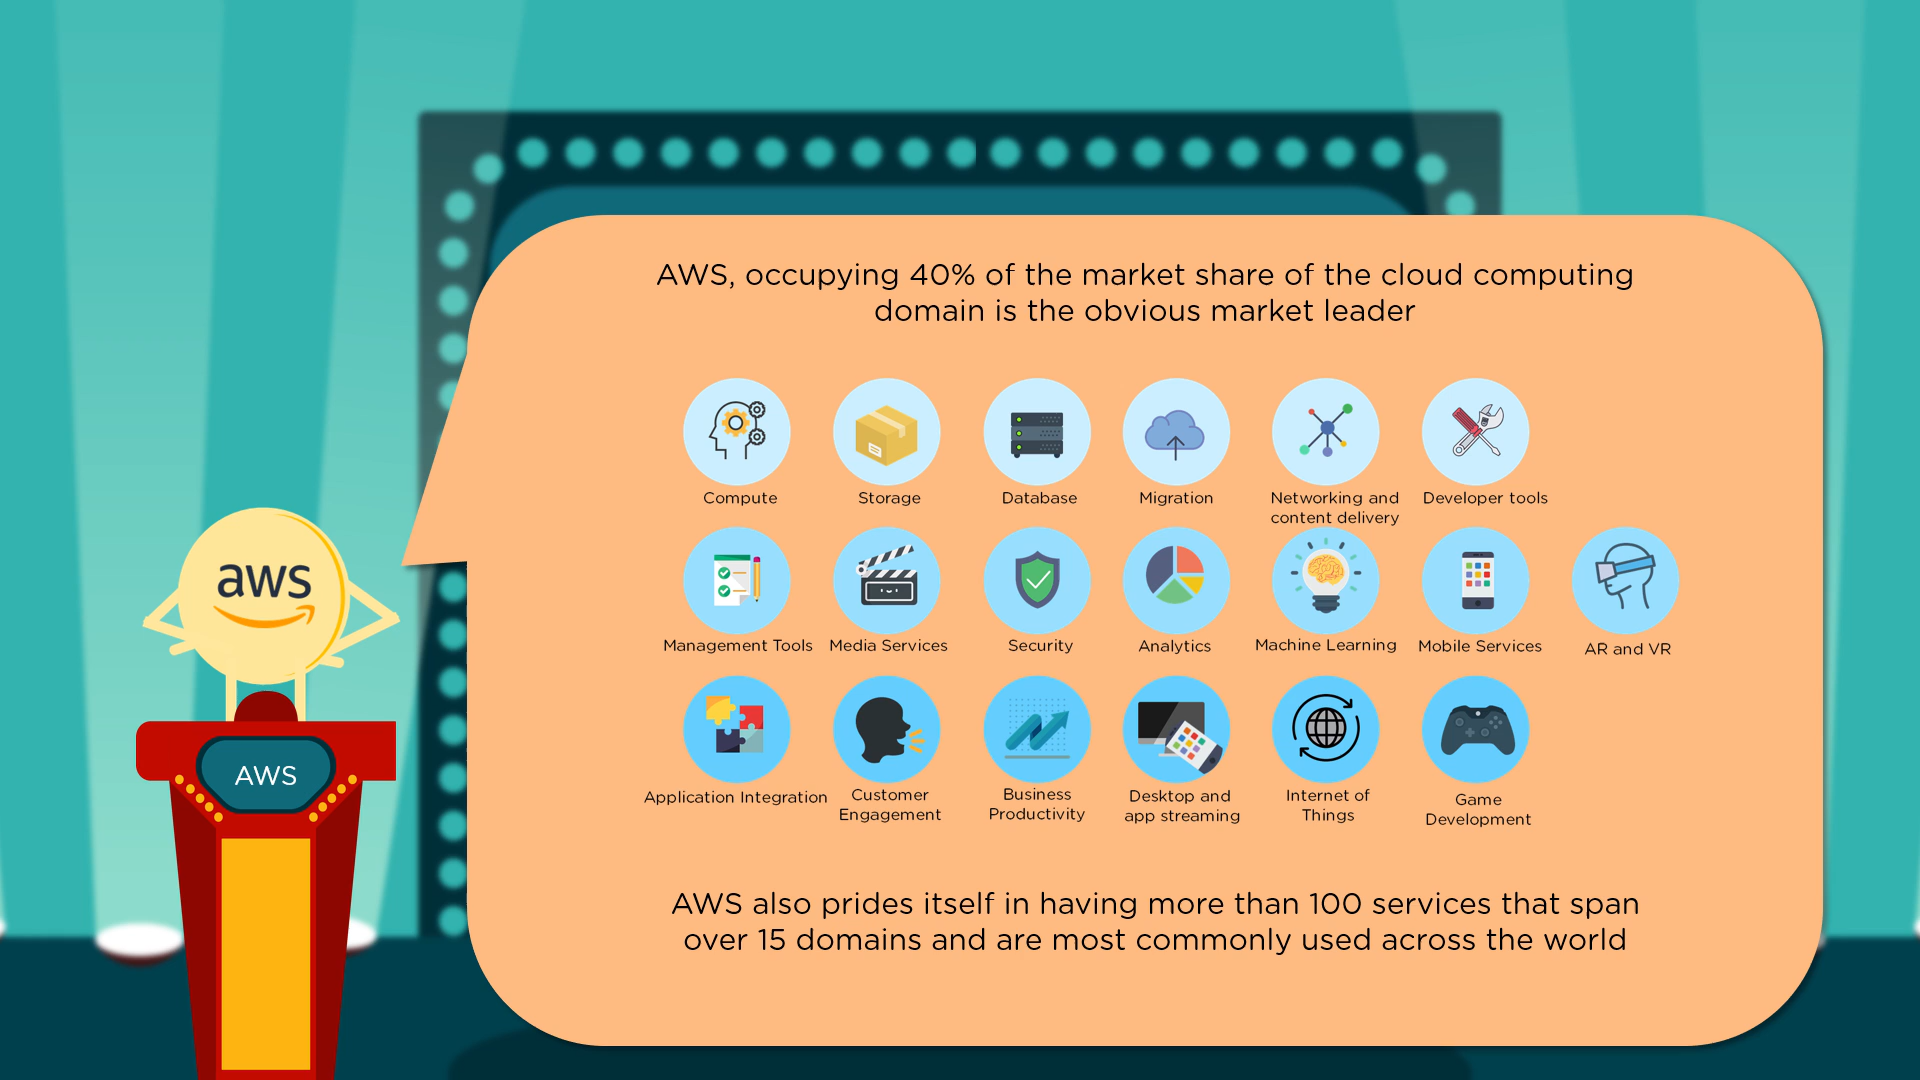 AWS, occupying 40% of the market share of the cloud computing
domain is the obvious market leader
Compute
Storage
Database
Migration
Networking and
content delivery
Developer tools
Management Tools
Media Services
Security
Analytics
Machine Learning
Mobile Services
AR and VR
Application Integration
Customer
Engagement
Business
Productivity
Desktop and
app streaming
Internet of
Things
Game
Development
AWS also prides itself in having more than 100 services that span
over 15 domains and are most commonly used across the world
aws
AWS